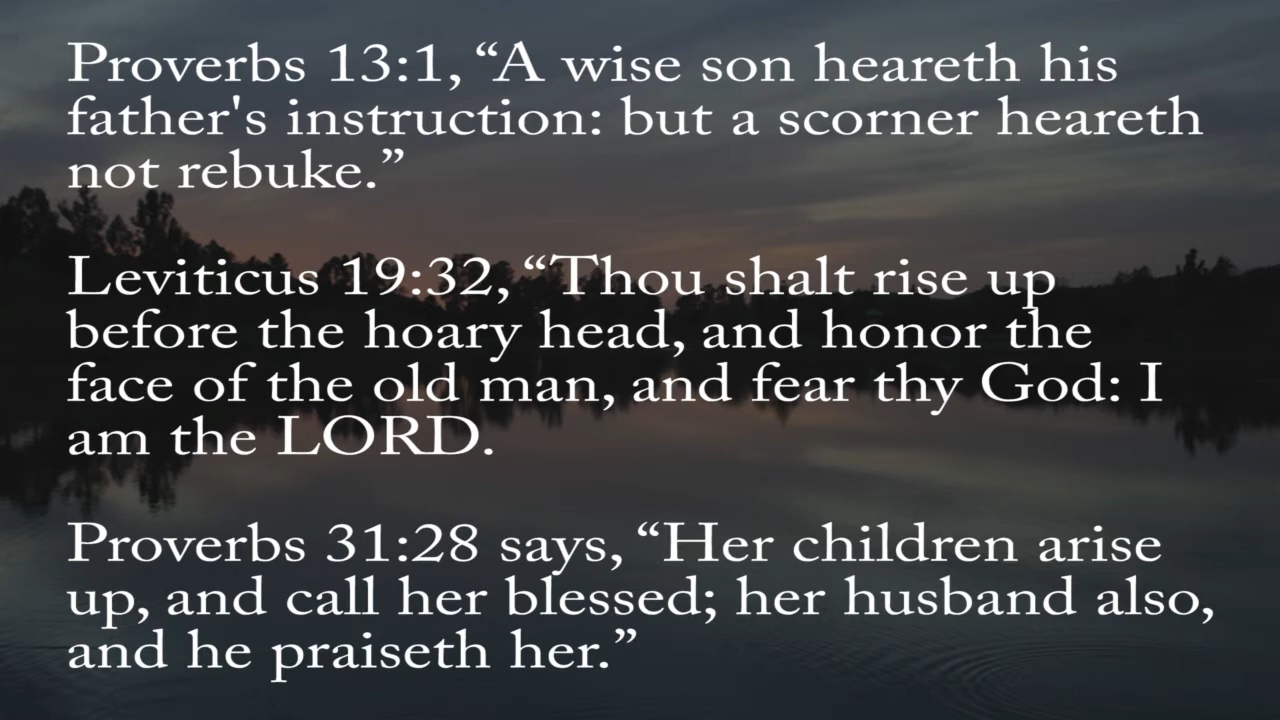 Proverbs 13:1, “A wise son heareth his
father's instruction: but a scorner heareth
not rebuke.”
Leviticus 19:32, “Thou shalt rise up
before the hoary head, and honor the
face of the old man, and fear thy God: I
am the LORD.
Proverbs 31:28 says, “Her children arise
up, and call her blessed; her husband also,
and he praiseth her.”